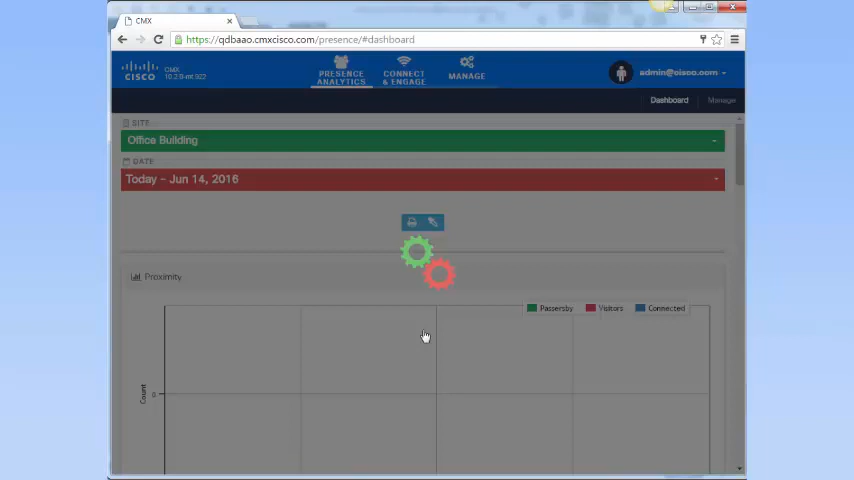 CMX
https://qdbaao.cmxcisco.com/presence/#dashboard
CISCO
CMX
PRESENCE
ANALYTICS
CONNECT
& ENGAGE
MANAGE
admin@cisco.com
Dashboard
Manage
SITE
Office Building
DATE
Today - Jun 14, 2016
Proximity
Passersby
Visitors
Connected
Count
0